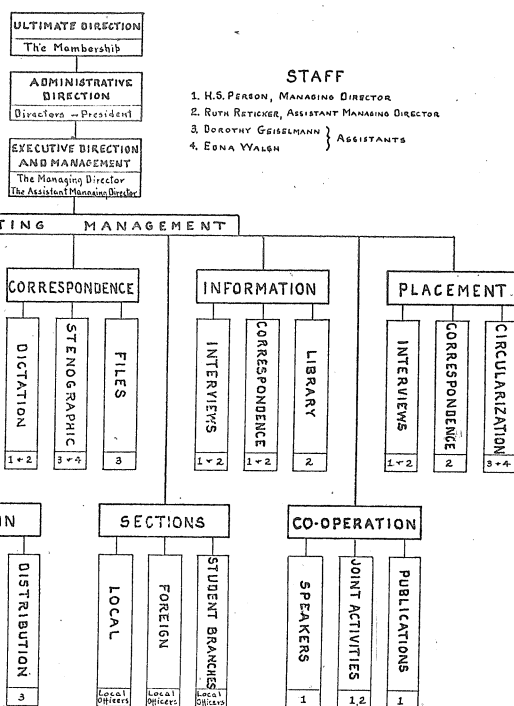 ULTIMATE DIRECTION
The Membership
ADMINISTRATIVE
DIRECTION
Directors - President
EXECUTIVE DIRECTION
AND MANAGEMENT
The Managing Director
The Assistant Managing Director
STAFF
1. H.S. PERSON, MANAGING DIRECTOR
2. RUTH RETICKER, ASSISTANT MANAGING DIRECTOR
3. DOROTHY GEISELMANN } ASSISTANTS
4. EDNA WALSH
TING MANAGEMENT
CORRESPONDENCE
DICTATION
1-2
STENOGRAPHIC
3-4
FILES
3
INFORMATION
INTERVIEWS
1-2
CORRESPONDENCE
1-2
LIBRARY
2
PLACEMENT
INTERVIEWS
1-2
CORRESPONDENCE
2
CIRCULARIZATION
3-4
N
DISTRIBUTION
3
SECTIONS
LOCAL
Local
Officers
FOREIGN
Local
Officers
STUDENT BRANCHES
Local
Officers
CO-OPERATION
SPEAKERS
1
JOINT ACTIVITIES
1,2
PUBLICATIONS
1